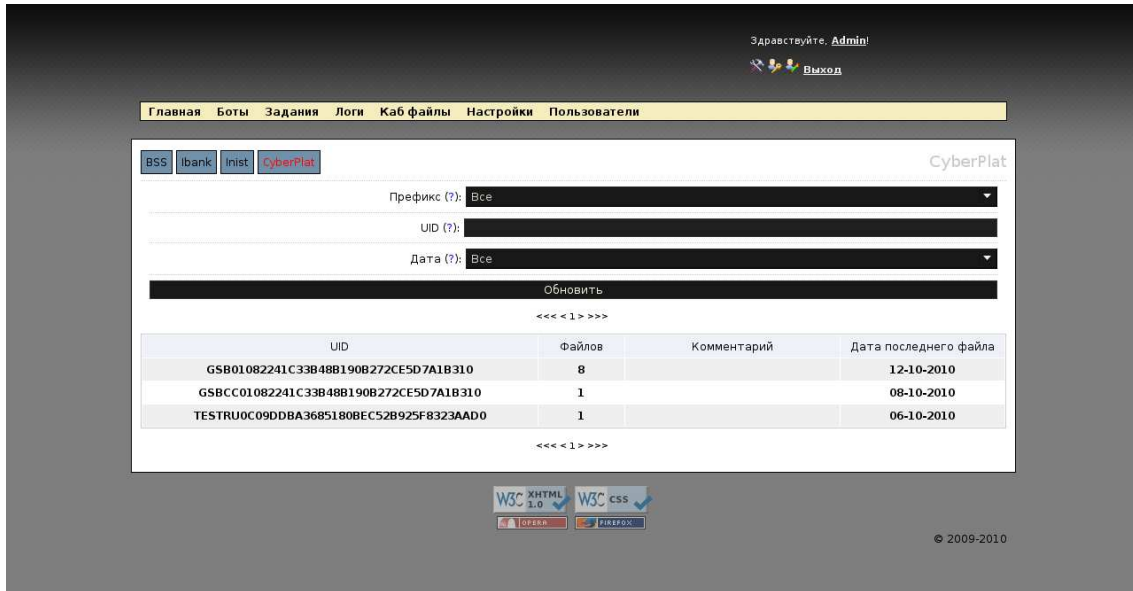 Здравствуйте, Admin!
Выход
Главная Боты Задания Логи Каб файлы Настройки Пользователи
BSS Ibank Inist CyberPlat CyberPlat
Префикс (?): Все
UID (?):
Дата (?): Все
Обновить
<<< < 1 > >>>
UID Файлов Комментарий Дата последнего файла
GSB01082241C33B48B190B272CE5D7A1B310 8 12-10-2010
GSBCC01082241C33B48B190B272CE5D7A1B310 1 08-10-2010
TESTRU0C09DDBA3685180BEC52B925F8323AAD0 1 06-10-2010
<<< < 1 > >>>
W3C XHTML 1.0 W3C css
OPERA FIREFOX
© 2009-2010